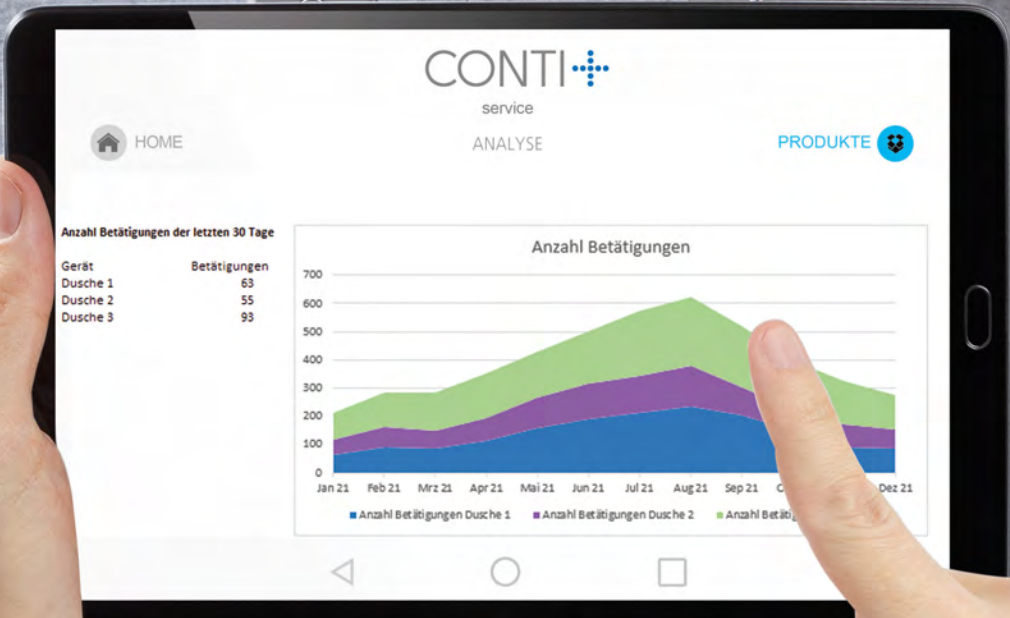 CONTI
service
HOME
ANALYSE
PRODUKTE
Anzahl Betätigungen der letzten 30 Tage
Gerät Betätigungen
Dusche 1 63
Dusche 2 55
Dusche 3 93
Anzahl Betätigungen
700
600
500
400
300
200
100
0
Jan 21 Feb 21 Mrz 21 Apr 21 Mai 21 Jun 21 Jul 21 Aug 21 Sep 21 Dez 21
Anzahl Betätigungen Dusche 1 Anzahl Betätigungen Dusche 2 Anzahl